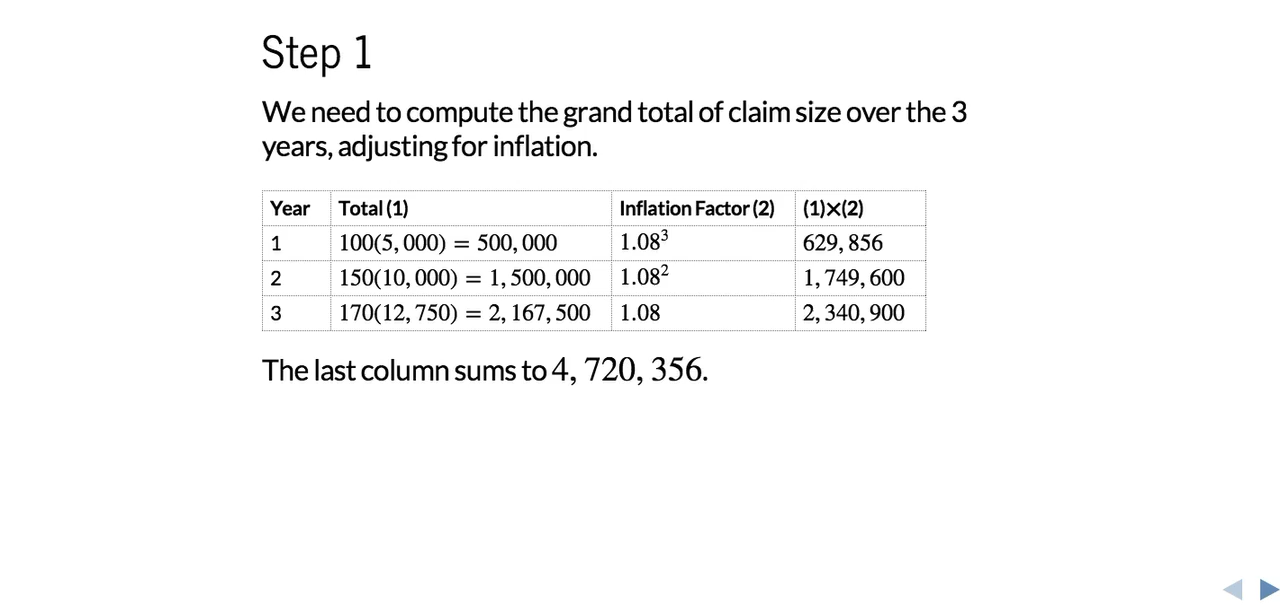 Step 1
We need to compute the grand total of claim size over the 3
years, adjusting for inflation.
Year Total (1) Inflation Factor (2) (1)×(2)
1 100(5,000) = 500,000 1.08³ 629,856
2 150(10,000) = 1,500,000 1.08² 1,749,600
3 170(12,750) = 2,167,500 1.08 2,340,900
The last column sums to 4,720,356.